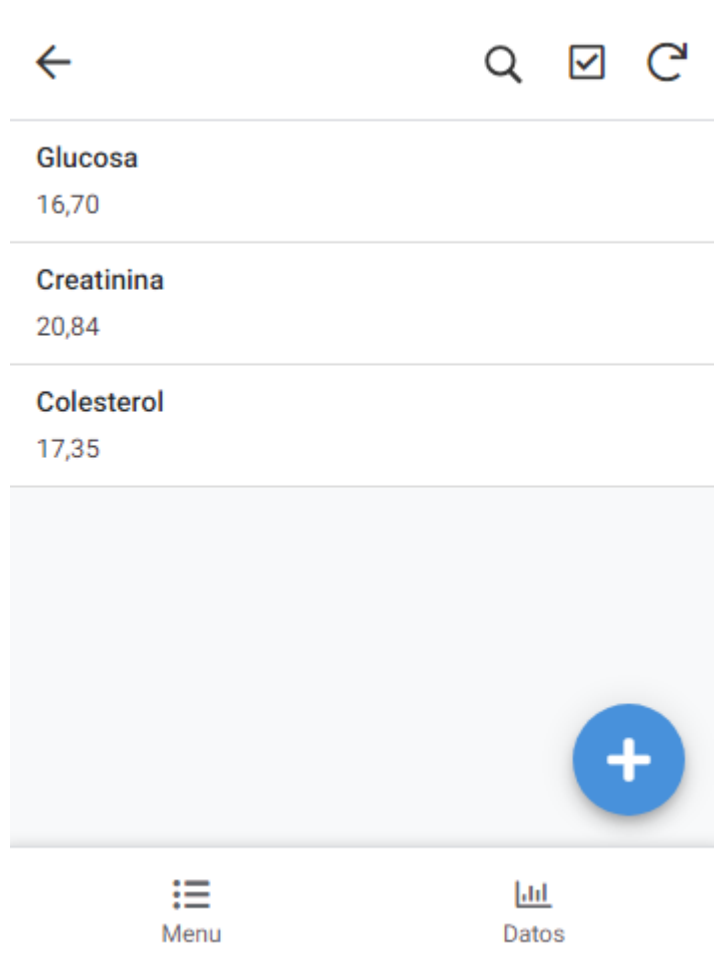 Glucosa
16,70
Creatinina
20,84
Colesterol
17,35
Menu
Datos